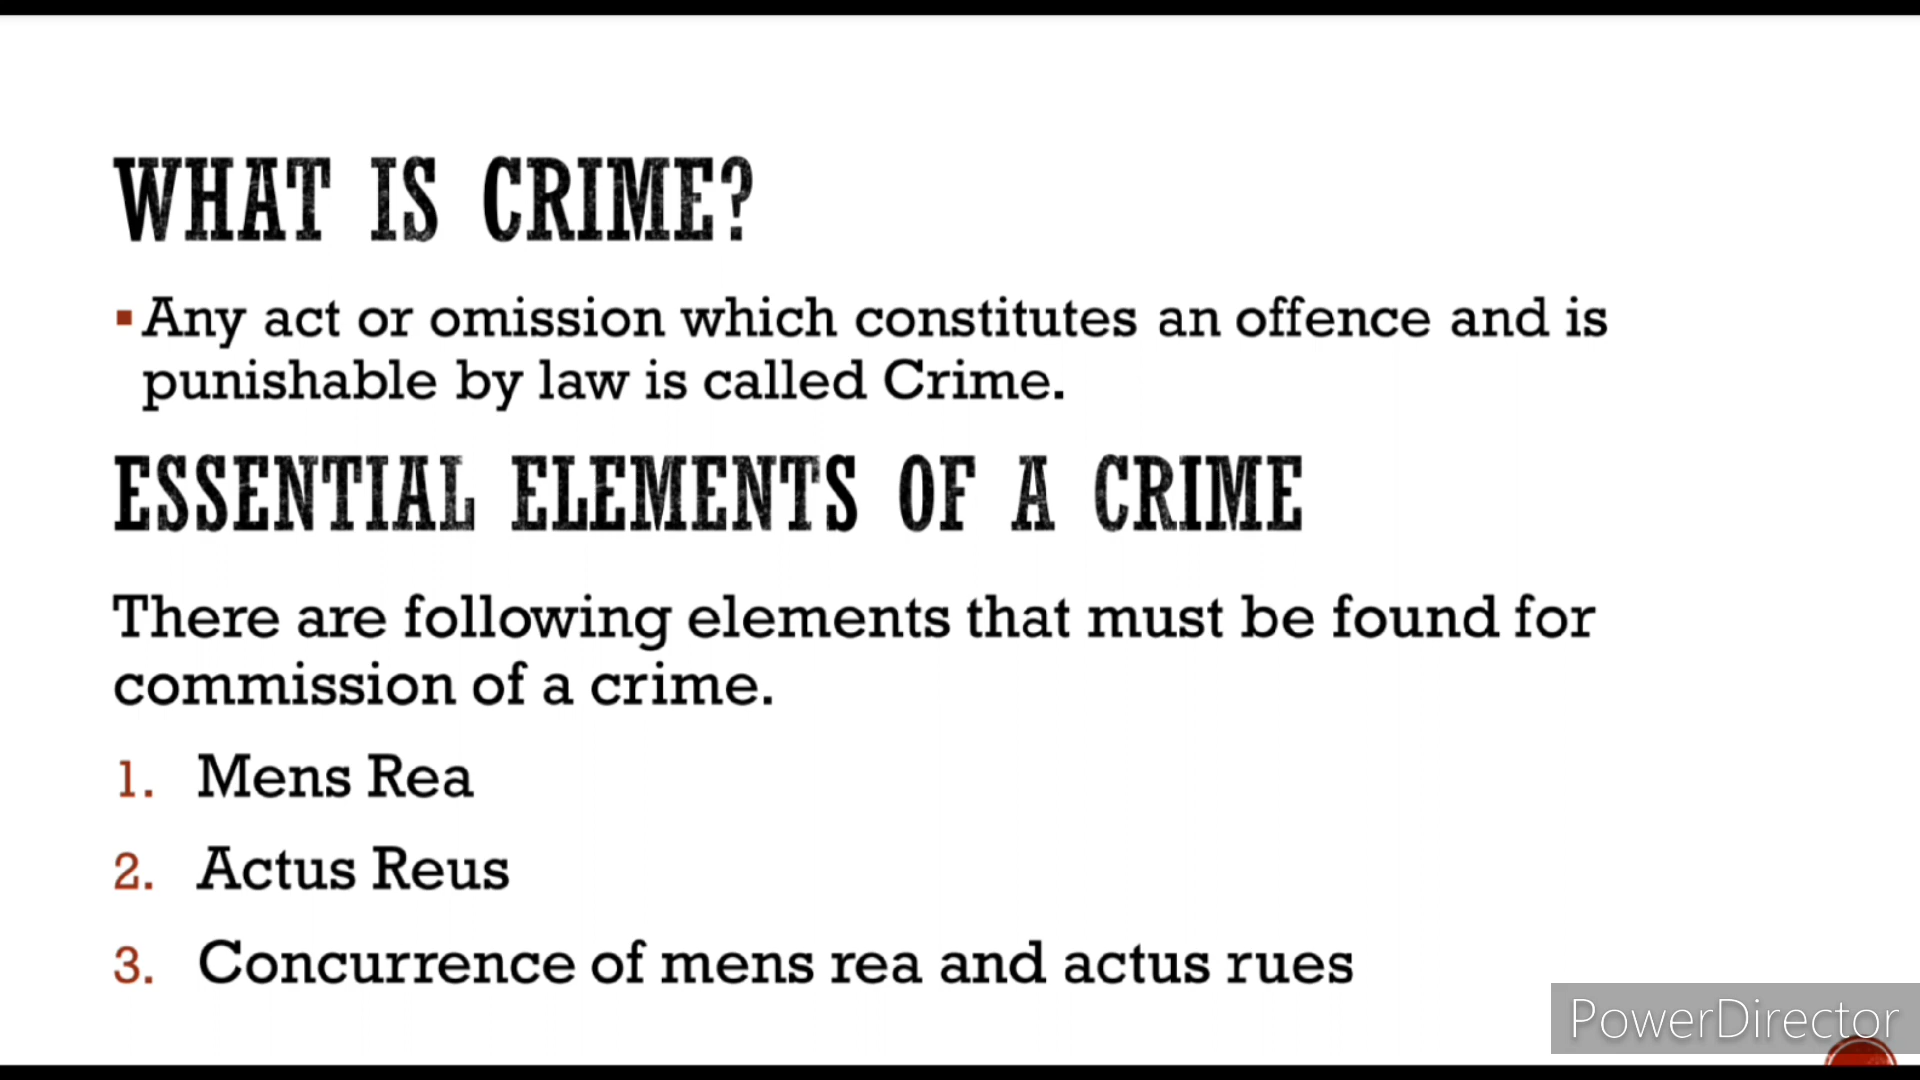 WHAT IS CRIME?
▪Any act or omission which constitutes an offence and is
punishable by law is called Crime.
ESSENTIAL ELEMENTS OF A CRIME
There are following elements that must be found for
commission of a crime.
1. Mens Rea
2. Actus Reus
3. Concurrence of mens rea and actus rues
PowerDirector